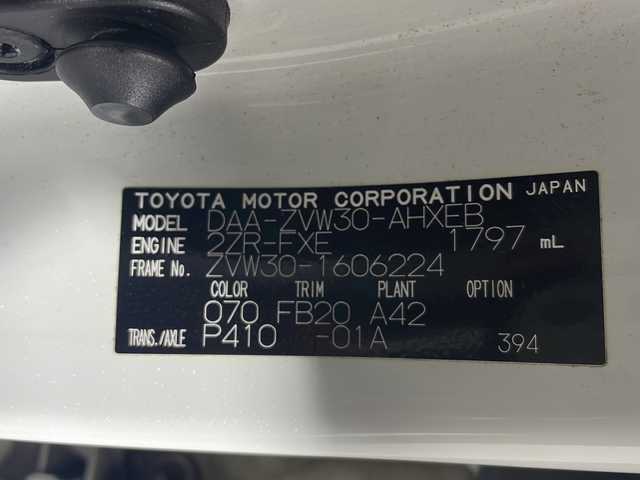 TOYOTA MOTOR CORPORATION JAPAN
MODEL DAA-ZVW30-AHXEB
ENGINE 2ZR-FXE 1797 mL
FRAME No. ZVW30-1606224
COLOR TRIM PLANT OPTION
070 FB20 A42
TRANS./AXLE P410 -01A 394